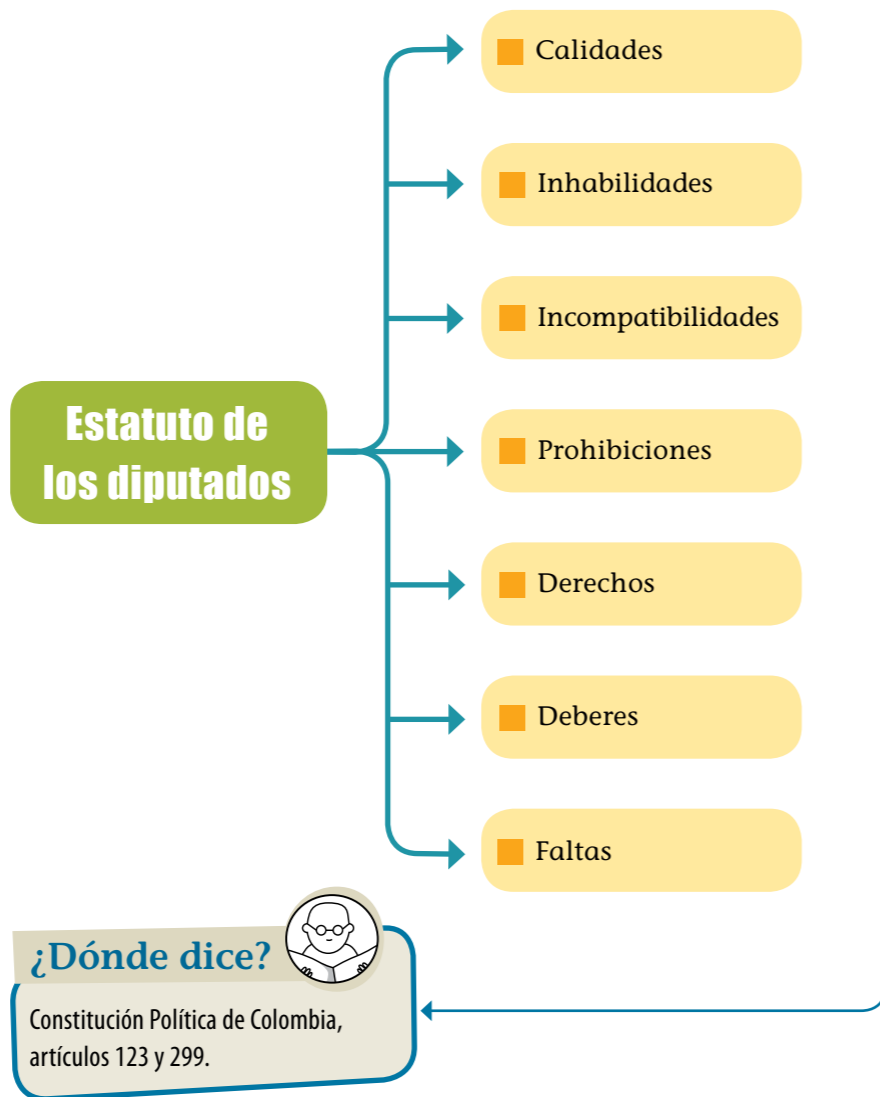 Calidades
Inhabilidades
Incompatibilidades
Estatuto de
los diputados
Prohibiciones
Derechos
Deberes
Faltas
¿Dónde dice?
Constitución Política de Colombia,
artículos 123 y 299.